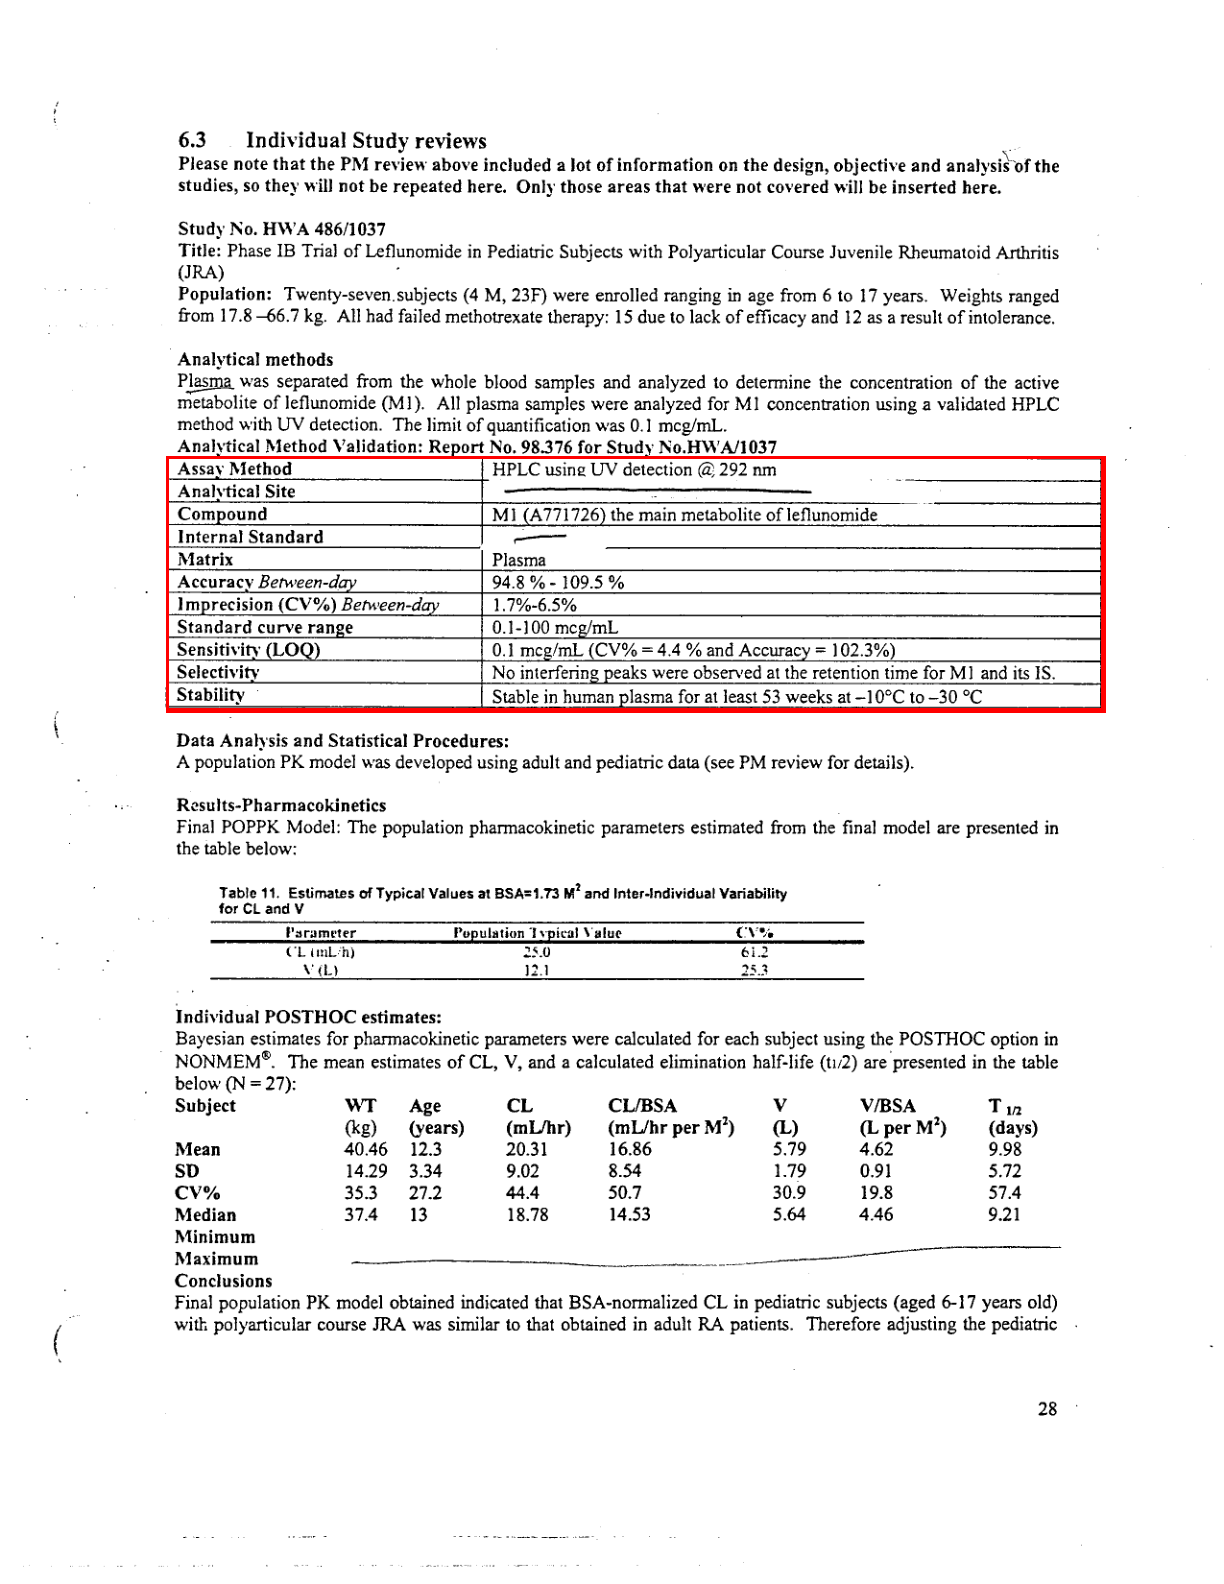 6.3 Individual Study reviews
Please note that the PM review above included a lot of information on the design, objective and analysis of the
studies, so they will not be repeated here. Only those areas that were not covered will be inserted here.
Study No. HWA 486/1037
Title: Phase IB Trial of Leflunomide in Pediatric Subjects with Polyarticular Course Juvenile Rheumatoid Arthritis
(JRA)
Population: Twenty-seven subjects (4 M, 23F) were enrolled ranging in age from 6 to 17 years. Weights ranged
from 17.8 –66.7 kg. All had failed methotrexate therapy: 15 due to lack of efficacy and 12 as a result of intolerance.
Analytical methods
Plasma was separated from the whole blood samples and analyzed to determine the concentration of the active
metabolite of leflunomide (M1). All plasma samples were analyzed for M1 concentration using a validated HPLC
method with UV detection. The limit of quantification was 0.1 mcg/mL.
Analytical Method Validation: Report No. 98.376 for Study No.HWA/1037
Assay Method HPLC using UV detection @ 292 nm
Analytical Site
Compound M1 (A771726) the main metabolite of leflunomide
Internal Standard
Matrix Plasma
Accuracy Between-day 94.8 % - 109.5 %
Imprecision (CV%) Between-day 1.7%-6.5%
Standard curve range 0.1-100 mcg/mL
Sensitivity (LOQ) 0.1 mcg/mL (CV% = 4.4 % and Accuracy = 102.3%)
Selectivity No interfering peaks were observed at the retention time for M1 and its IS.
Stability Stable in human plasma for at least 53 weeks at –10°C to –30 °C
Data Analysis and Statistical Procedures:
A population PK model was developed using adult and pediatric data (see PM review for details).
Results-Pharmacokinetics
Final POPPK Model: The population pharmacokinetic parameters estimated from the final model are presented in
the table below:
Table 11. Estimates of Typical Values at BSA=1.73 M² and Inter-Individual Variability
for CL and V
Parameter Population Typical Value CV%
CL (mL/h) 25.0 61.2
V (L) 12.1 25.3
Individual POSTHOC estimates:
Bayesian estimates for pharmacokinetic parameters were calculated for each subject using the POSTHOC option in
NONMEM®. The mean estimates of CL, V, and a calculated elimination half-life (t1/2) are presented in the table
below (N = 27):
Subject WT Age CL CL/BSA V V/BSA T 1/2
(kg) (years) (mL/hr) (mL/hr per M²) (L) (L per M²) (days)
Mean 40.46 12.3 20.31 16.86 5.79 4.62 9.98
SD 14.29 3.34 9.02 8.54 1.79 0.91 5.72
CV% 35.3 27.2 44.4 50.7 30.9 19.8 57.4
Median 37.4 13 18.78 14.53 5.64 4.46 9.21
Minimum
Maximum
Conclusions
Final population PK model obtained indicated that BSA-normalized CL in pediatric subjects (aged 6-17 years old)
with polyarticular course JRA was similar to that obtained in adult RA patients. Therefore adjusting the pediatric
28